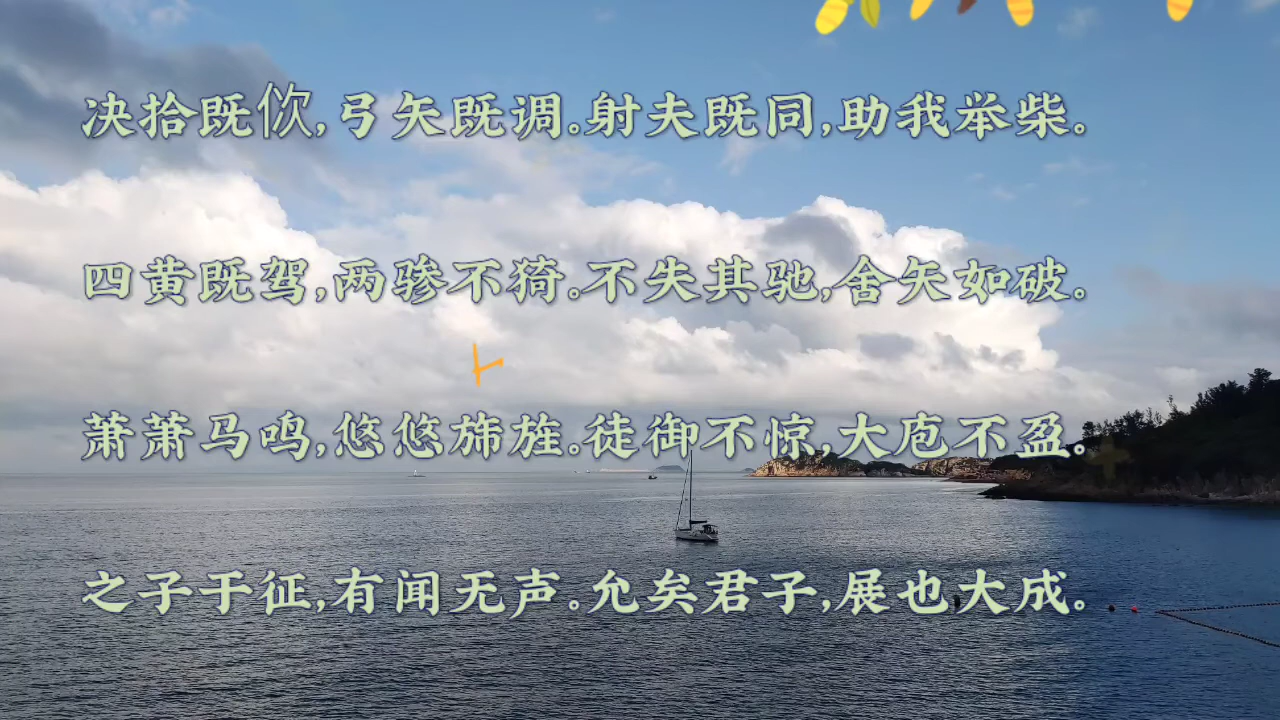 决拾既佽,弓矢既调。射夫既同,助我举柴。
四黄既驾,两骖不猗。不失其驰,舍矢如破。
萧萧马鸣,悠悠旆旌。徒御不惊,大庖不盈。
之子于征,有闻无声。允矣君子,展也大成。